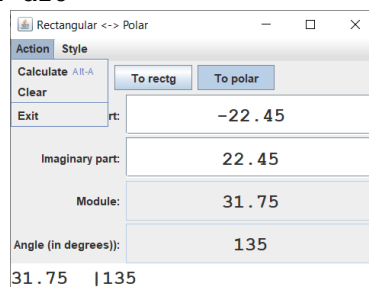 Rectangular <-> Polar
Action Style
Calculate Alt-A
Clear
Exit
To rectg To polar
rt: -22.45
Imaginary part: 22.45
Module: 31.75
Angle (in degrees)): 135
31.75 |135